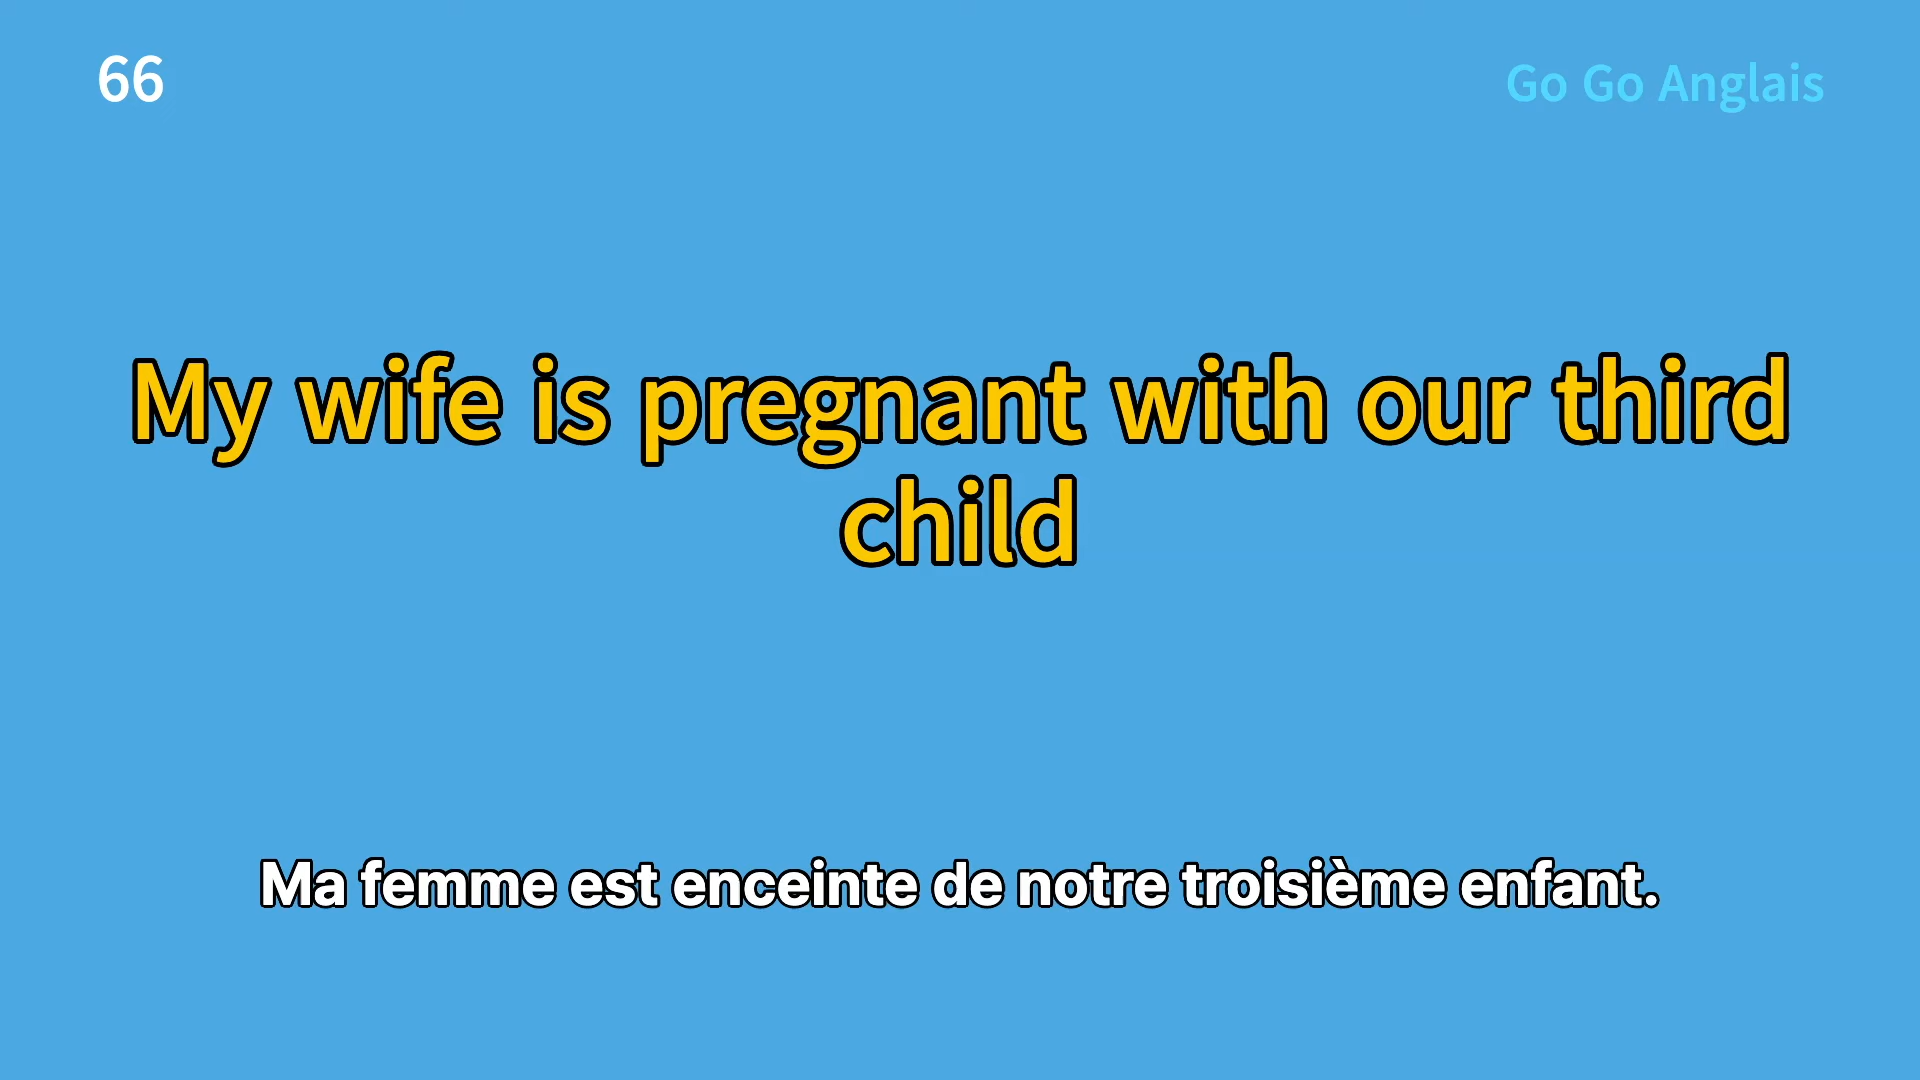 66
Go Go Anglais
My wife is pregnant with our third
child
Ma femme est enceinte de notre troisième enfant.